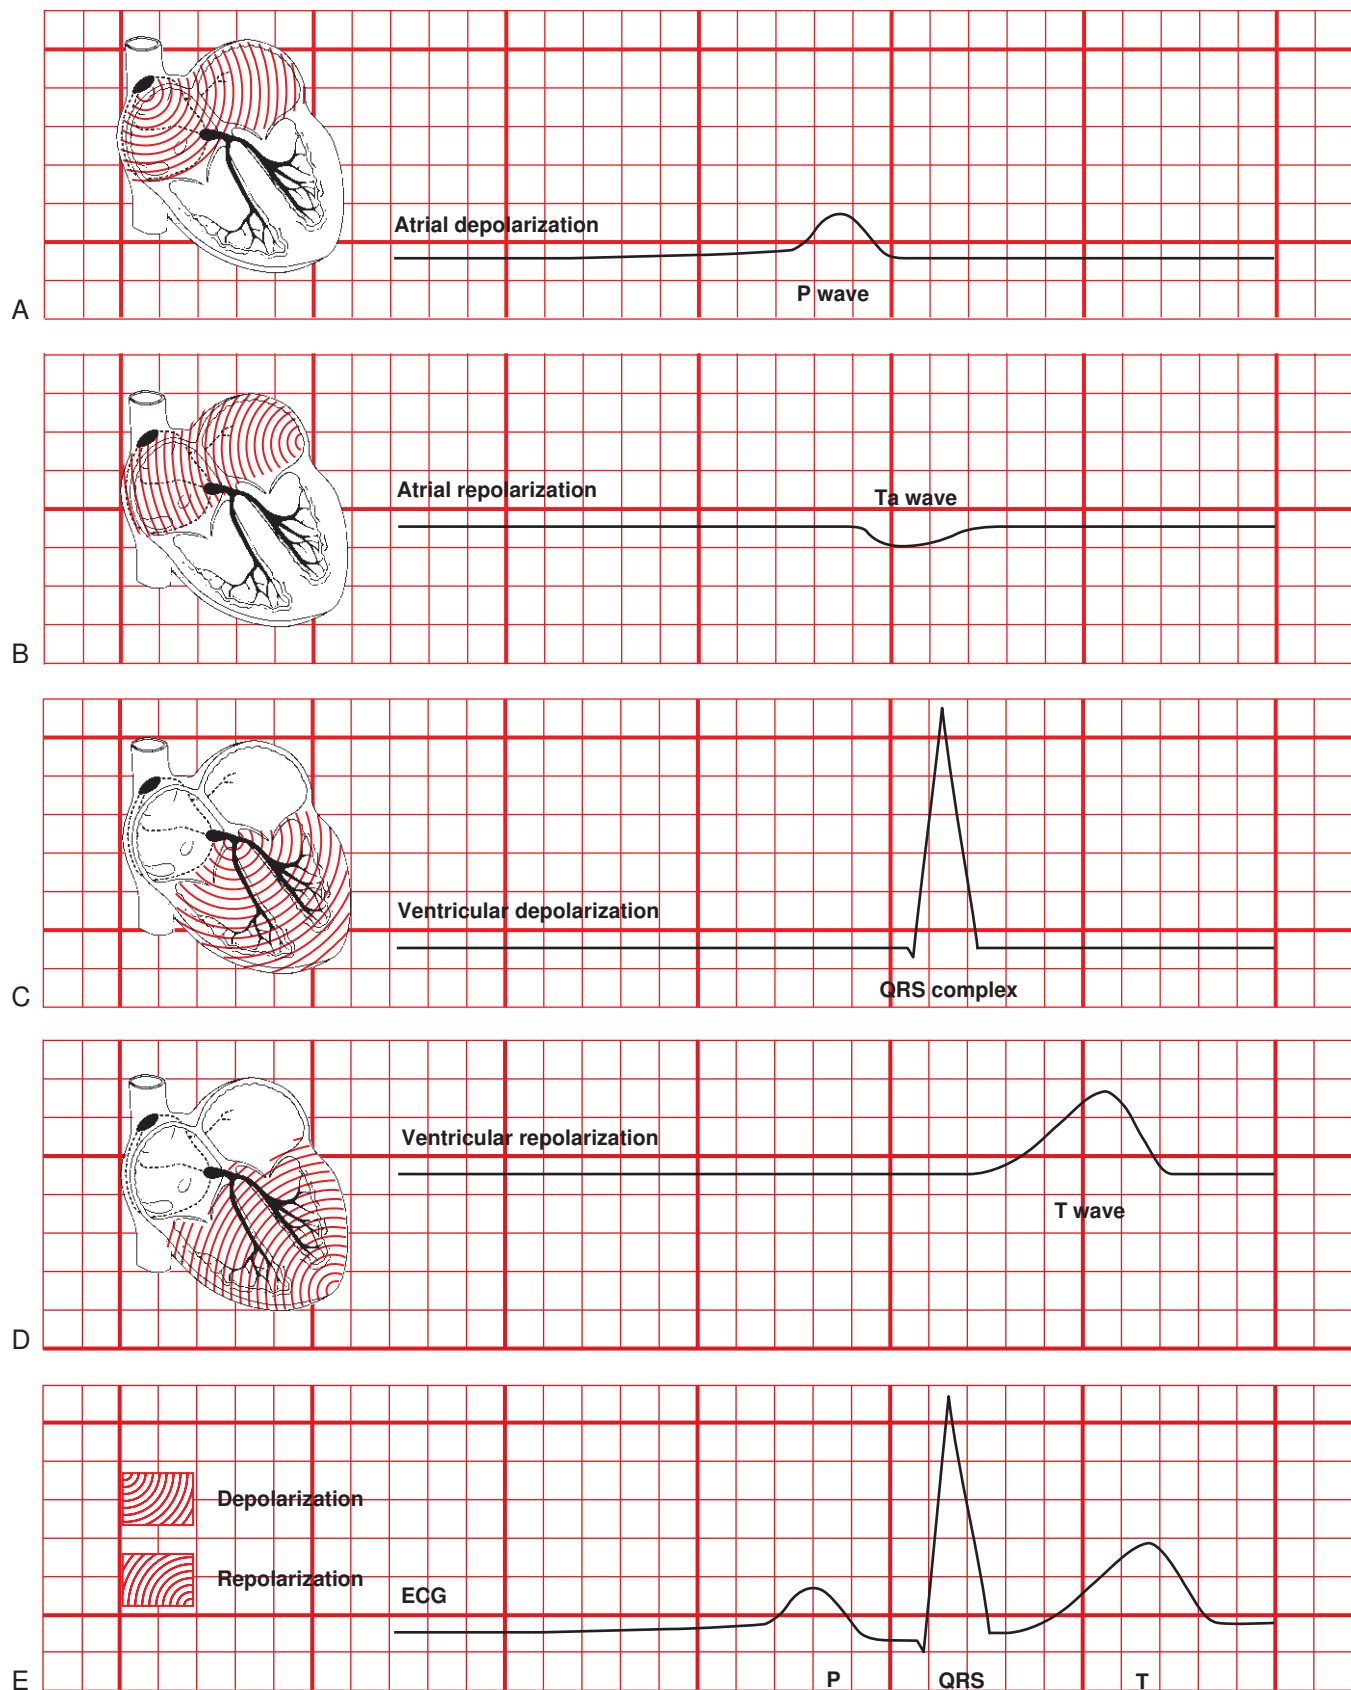 Atrial depolarization
P wave
A
Atrial repolarization
Ta wave
B
Ventricular depolarization
QRS complex
C
Ventricular repolarization
T wave
D
Depolarization
Repolarization
ECG
P QRS T
E